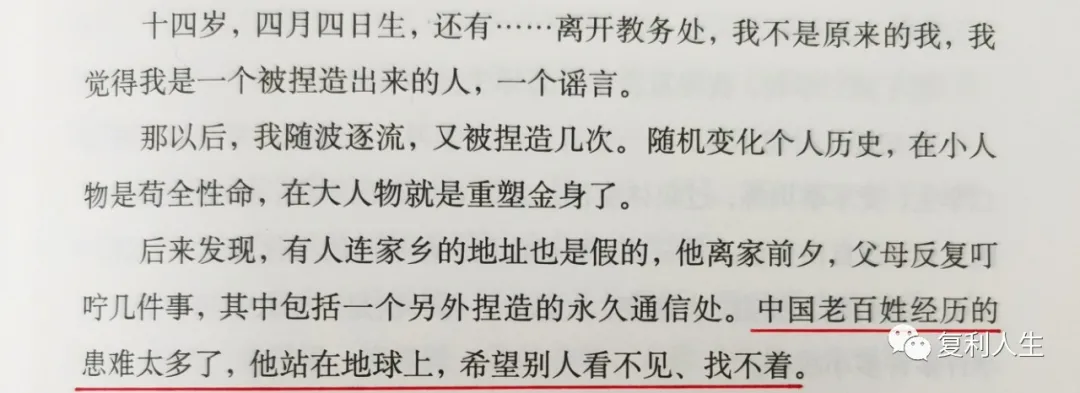 十四岁，四月四日生，还有……离开教务处，我不是原来的我，我
觉得我是一个被捏造出来的人，一个谣言。
那以后，我随波逐流，又被捏造几次。随机变化个人历史，在小人
物是苟全性命，在大人物就是重塑金身了。
后来发现，有人连家乡的地址也是假的，他离家前夕，父母反复叮
咛几件事，其中包括一个另外捏造的永久通信处。中国老百姓经历的
患难太多了，他站在地球上，希望别人看不见、找不着。
复利人生